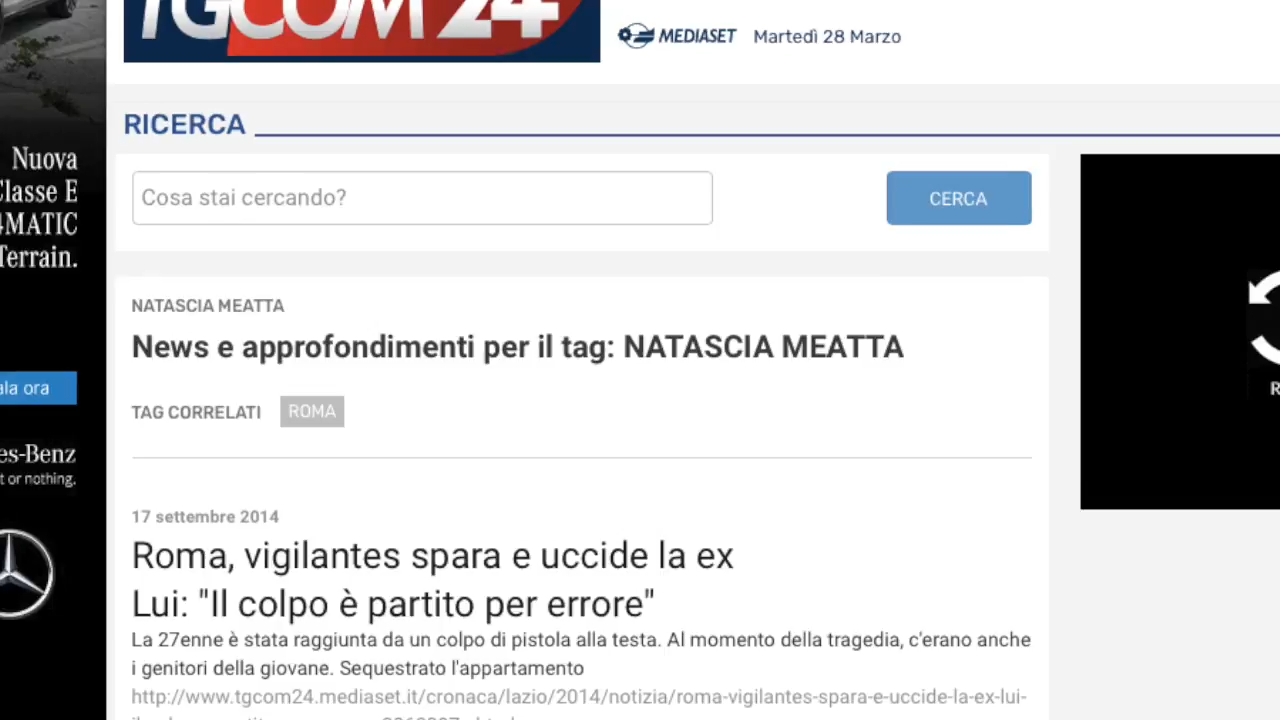 TGCOM 24
MEDIASET Martedì 28 Marzo
RICERCA
Nuova
Classe E
4MATIC
Terrain.
Cosa stai cercando?
CERCA
NATASCIA MEATTA
News e approfondimenti per il tag: NATASCIA MEATTA
TAG CORRELATI ROMA
17 settembre 2014
Roma, vigilantes spara e uccide la ex
Lui: "Il colpo è partito per errore"
La 27enne è stata raggiunta da un colpo di pistola alla testa. Al momento della tragedia, c'erano anche
i genitori della giovane. Sequestrato l'appartamento
http://www.tgcom24.mediaset.it/cronaca/lazio/2014/notizia/roma-vigilantes-spara-e-uccide-la-ex-lui-
ora
es-Benz
or nothing.
R